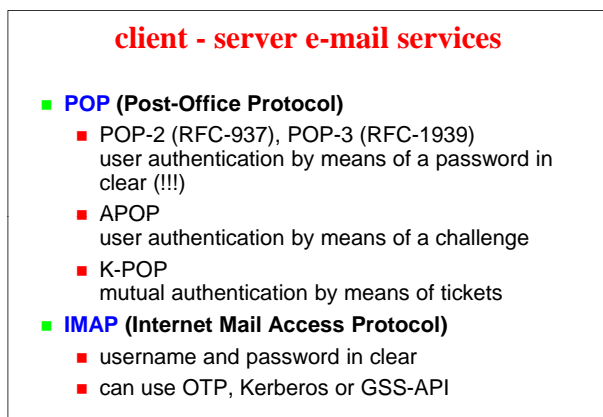 client - server e-mail services
POP (Post-Office Protocol)
POP-2 (RFC-937), POP-3 (RFC-1939)
user authentication by means of a password in
clear (!!!)
APOP
user authentication by means of a challenge
K-POP
mutual authentication by means of tickets
IMAP (Internet Mail Access Protocol)
username and password in clear
can use OTP, Kerberos or GSS-API